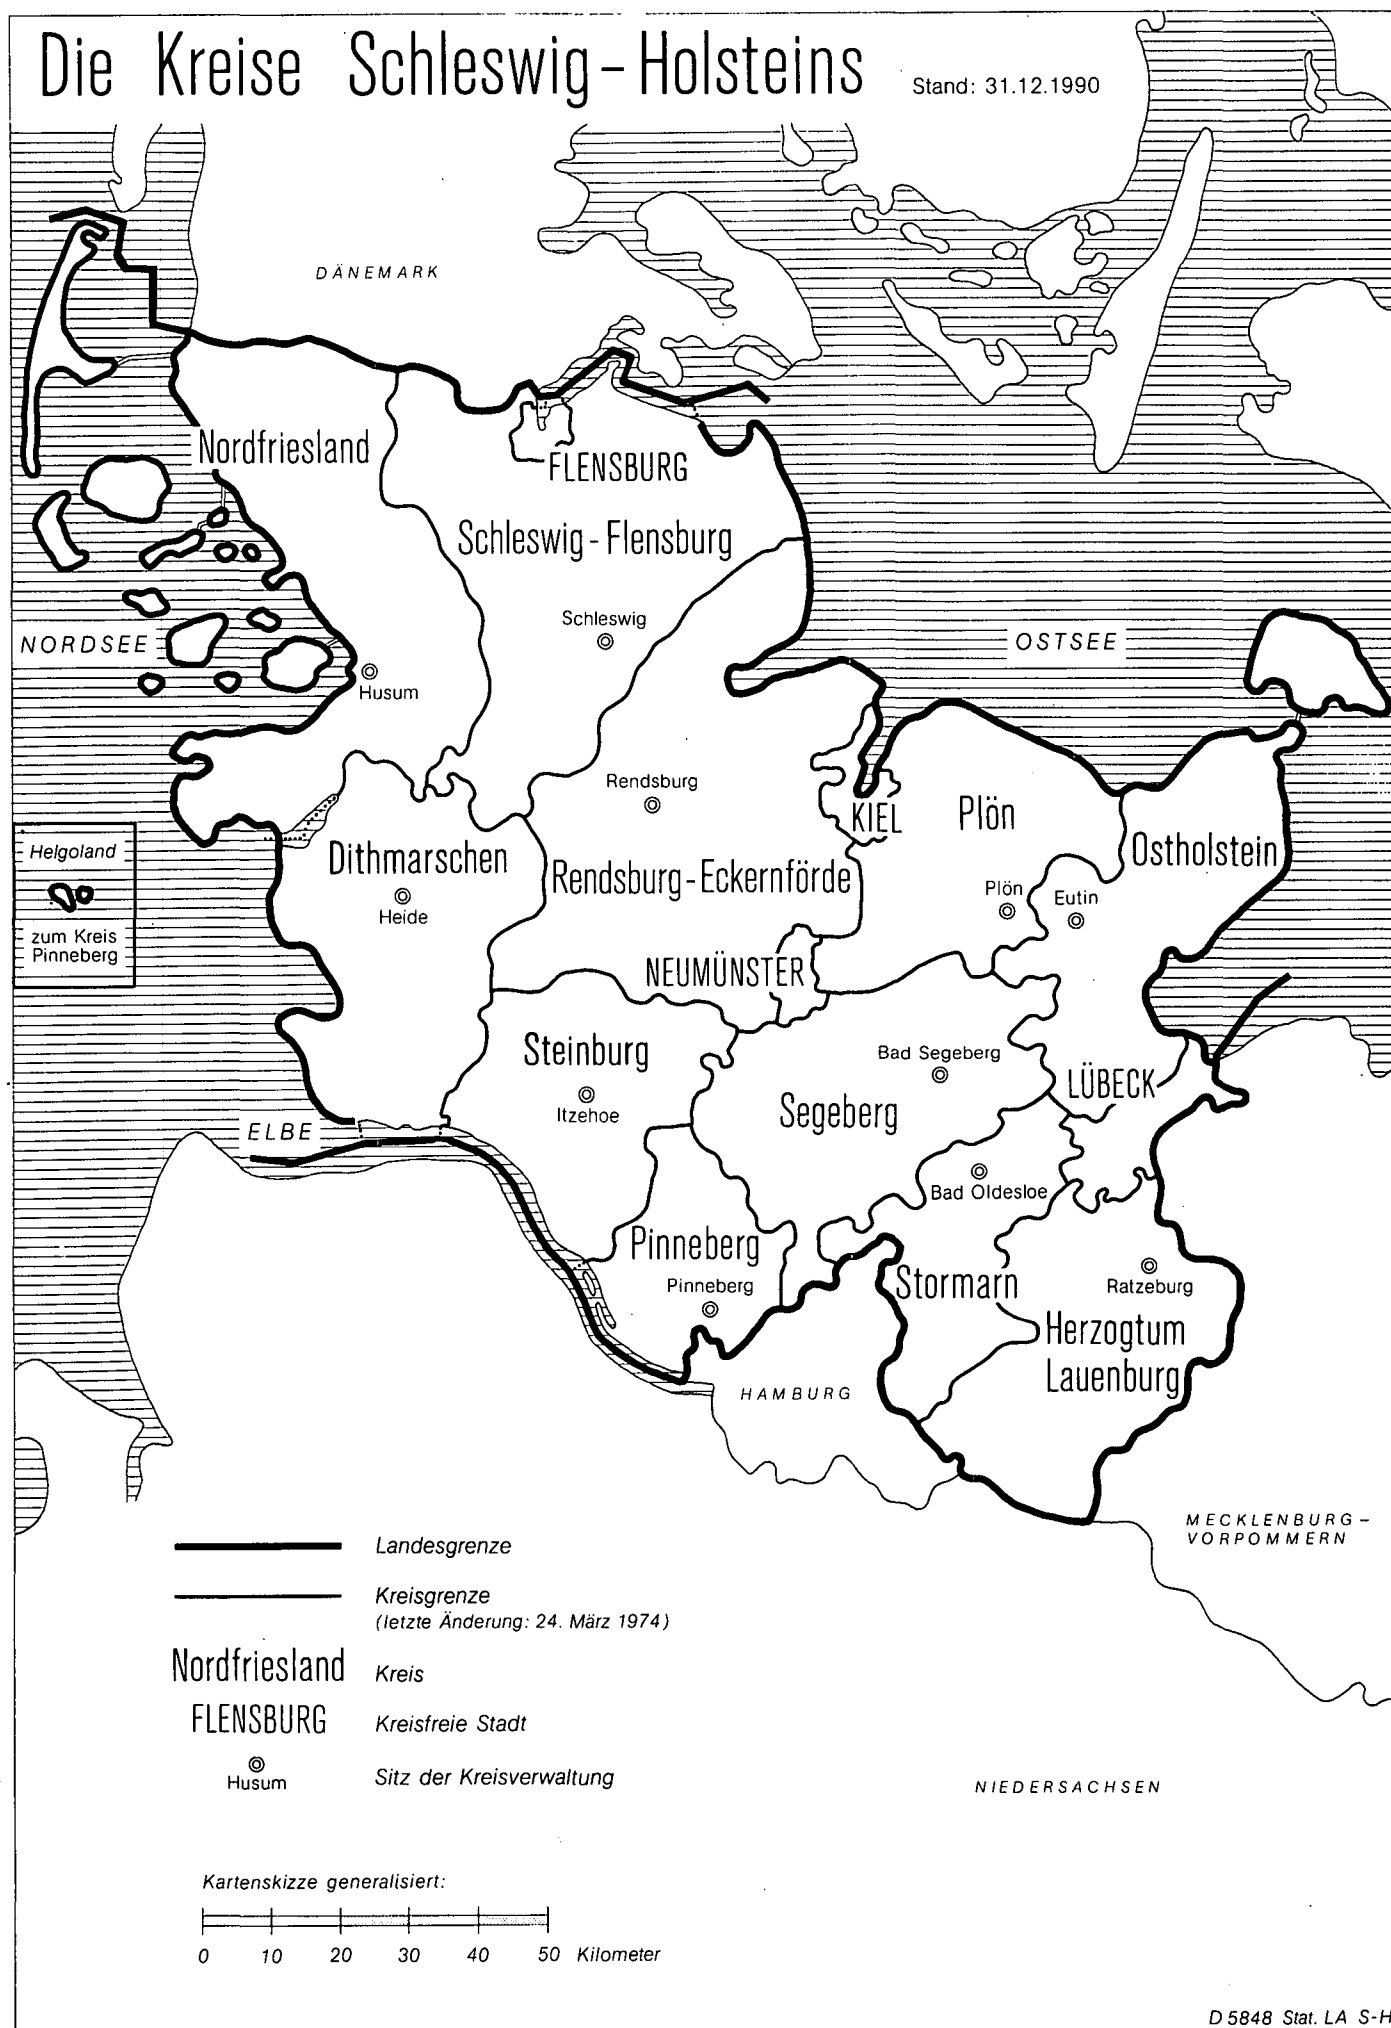 Die Kreise Schleswig-Holsteins
Stand: 31.12.1990
DÄNEMARK
Nordfriesland
FLENSBURG
Schleswig-Flensburg
Schleswig
NORDSEE
OSTSEE
Husum
Rendsburg
KIEL
Plön
Ostholstein
Helgoland
zum Kreis
Pinneberg
Dithmarschen
Heide
Rendsburg-Eckernförde
Plön
Eutin
NEUMÜNSTER
Steinburg
Itzehoe
Bad Segeberg
Segeberg
LÜBECK
ELBE
Bad Oldesloe
Pinneberg
Pinneberg
Stormarn
Ratzeburg
Herzogtum
Lauenburg
HAMBURG
MECKLENBURG-
VORPOMMERN
Landesgrenze
Kreisgrenze
(letzte Änderung: 24. März 1974)
Nordfriesland Kreis
FLENSBURG Kreisfreie Stadt
Husum Sitz der Kreisverwaltung
NIEDERSACHSEN
Kartenskizze generalisiert:
0 10 20 30 40 50 Kilometer
D 5848 Stat. LA S-H